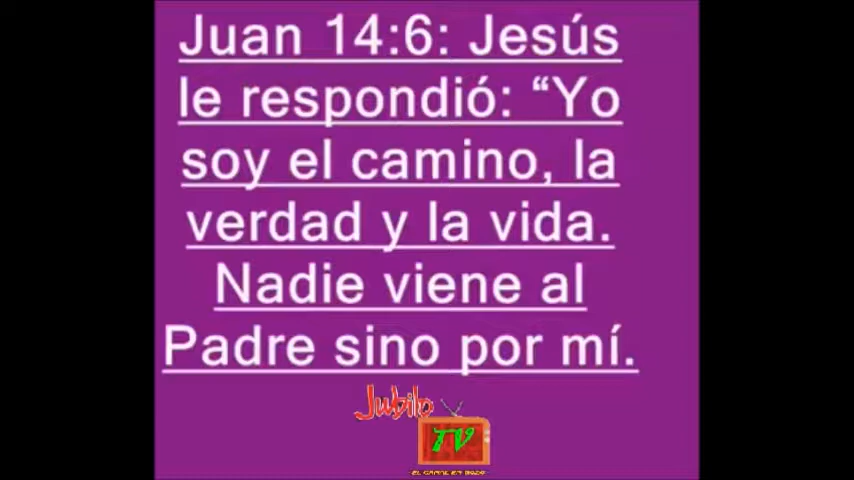 Juan 14:6: Jesús
le respondió: “Yo
soy el camino, la
verdad y la vida.
Nadie viene al
Padre sino por mí.
Jubilo
TV